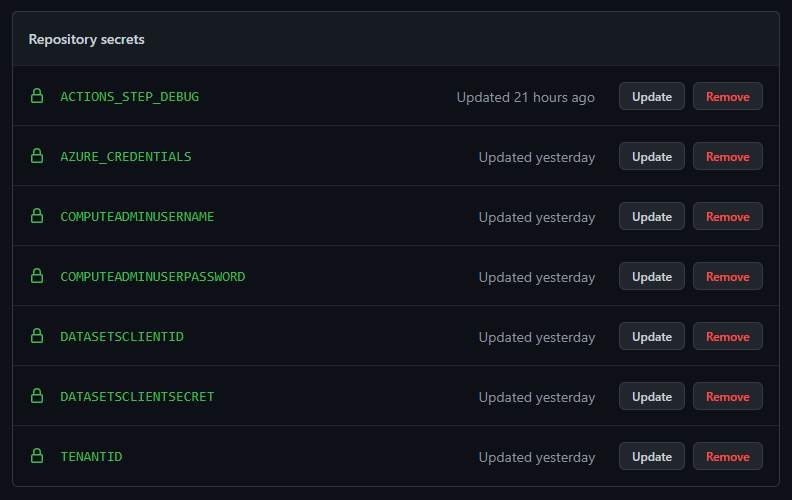 Repository secrets
ACTIONS_STEP_DEBUG Updated 21 hours ago Update Remove
AZURE_CREDENTIALS Updated yesterday Update Remove
COMPUTEADMINUSERNAME Updated yesterday Update Remove
COMPUTEADMINUSERPASSWORD Updated yesterday Update Remove
DATASETSCLIENTID Updated yesterday Update Remove
DATASETSCLIENTSECRET Updated yesterday Update Remove
TENANTID Updated yesterday Update Remove